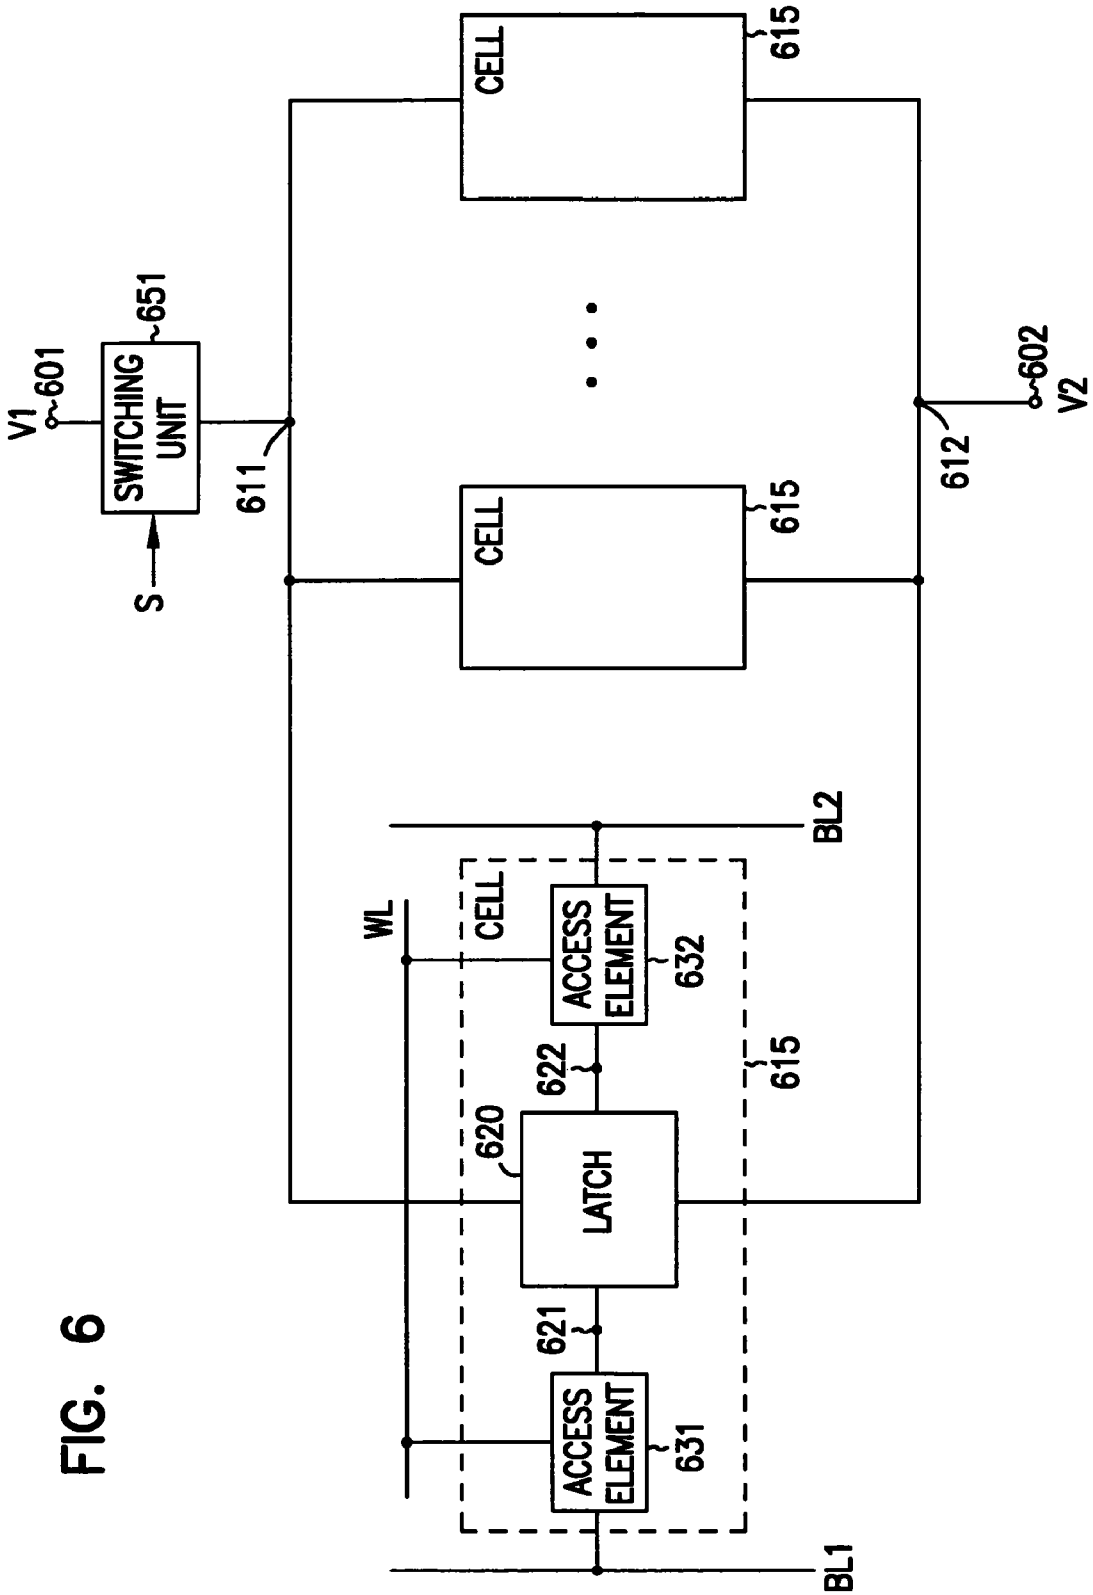 FIG. 6
V1
601
SWITCHING
UNIT
651
S
611
WL
CELL
620
LATCH
621
622
ACCESS
ELEMENT
631
ACCESS
ELEMENT
632
615
BL1
BL2
CELL
615
CELL
615
612
602
V2